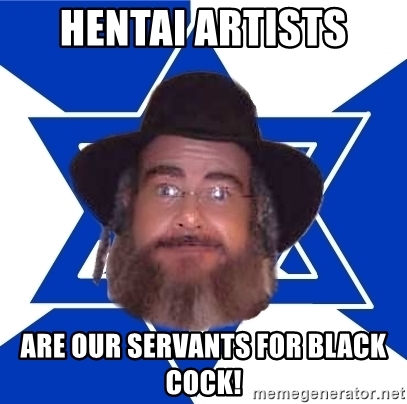 HENTAI ARTISTS
ARE OUR SERVANTS FOR BLACK
COCK!
memegenerator.net